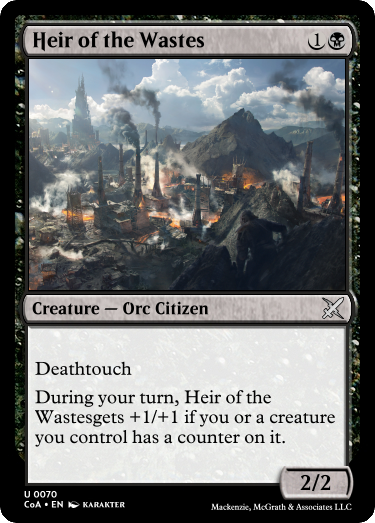 Heir of the Wastes 1
Creature — Orc Citizen
Deathtouch
During your turn, Heir of the
Wastesgets +1/+1 if you or a creature
you control has a counter on it.
2/2
U 0070
CoA • EN KARAKTER
Mackenzie, McGrath & Associates LLC